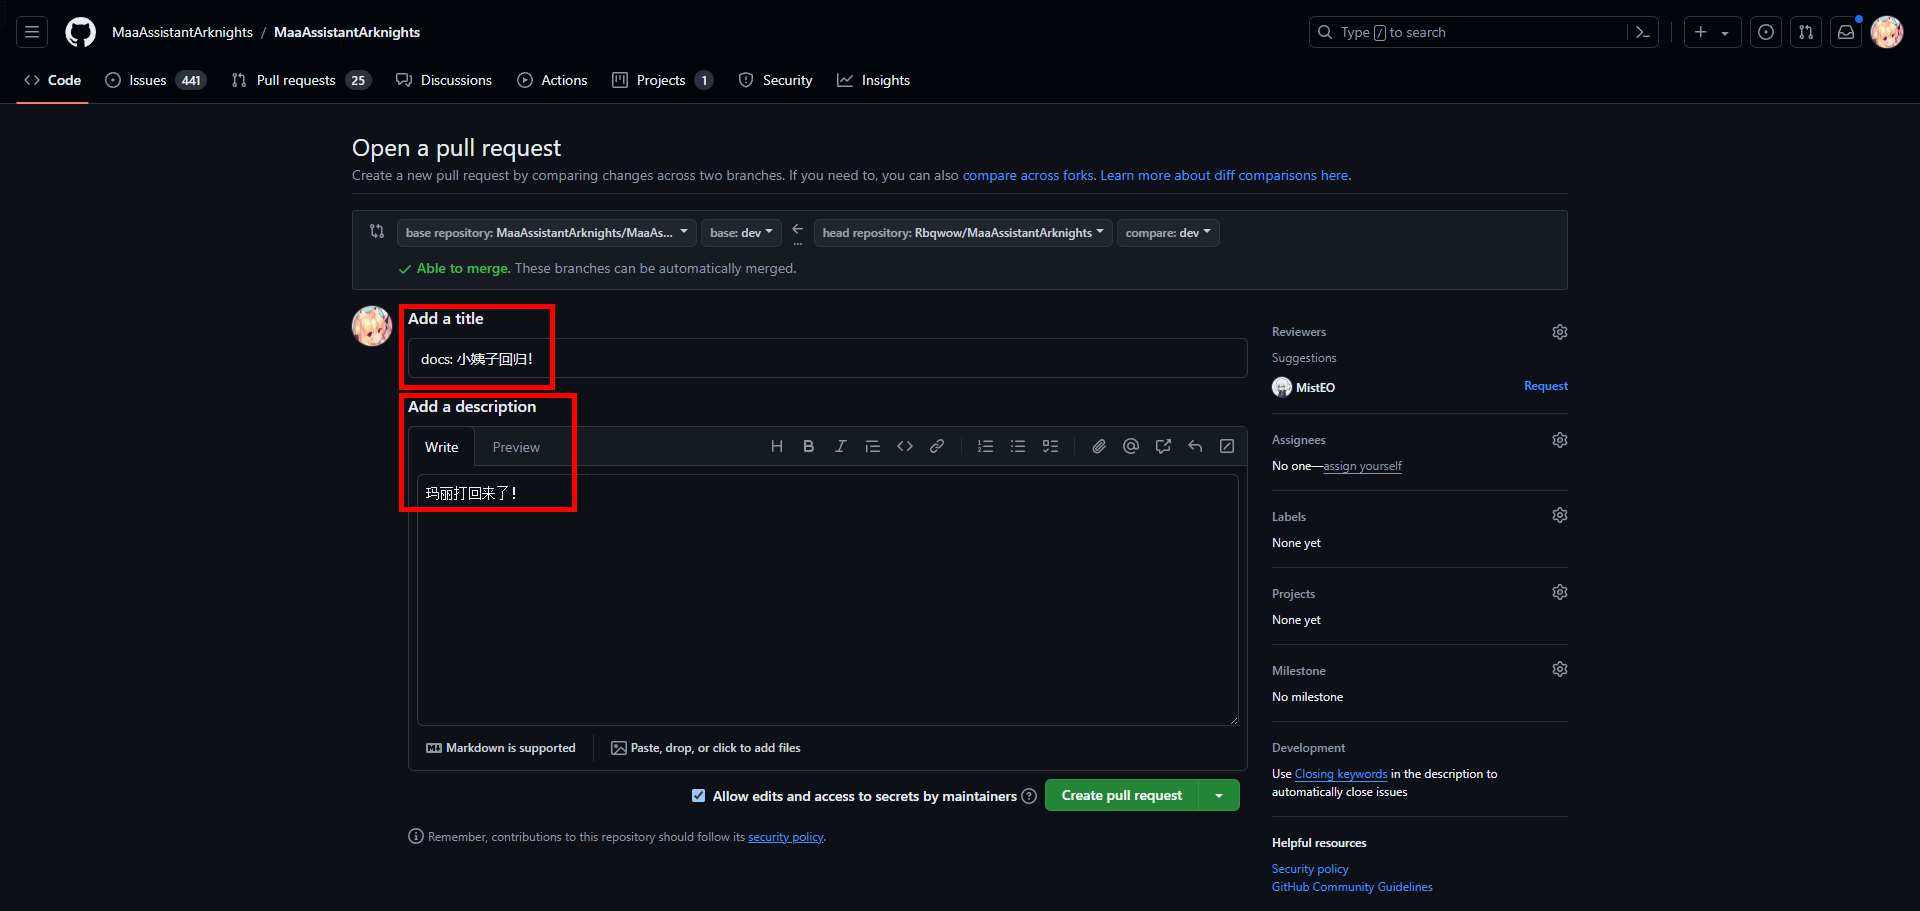 MaaAssistantArknights / MaaAssistantArknights
Type / to search
Code
Issues 441
Pull requests 25
Discussions
Actions
Projects 1
Security
Insights
Open a pull request
Create a new pull request by comparing changes across two branches. If you need to, you can also compare across forks. Learn more about diff comparisons here.
base repository: MaaAssistantArknights/MaaAs...
base: dev
head repository: Rbqwow/MaaAssistantArknights
compare: dev
Able to merge. These branches can be automatically merged.
Add a title
docs: 小姨子回归!
Add a description
Write
Preview
玛丽打回来了!
Markdown is supported
Paste, drop, or click to add files
Allow edits and access to secrets by maintainers
Create pull request
Remember, contributions to this repository should follow its security policy.
Reviewers
Suggestions
MistEO
Request
Assignees
No one—assign yourself
Labels
None yet
Projects
None yet
Milestone
No milestone
Development
Use Closing keywords in the description to
automatically close issues
Helpful resources
Security policy
GitHub Community Guidelines